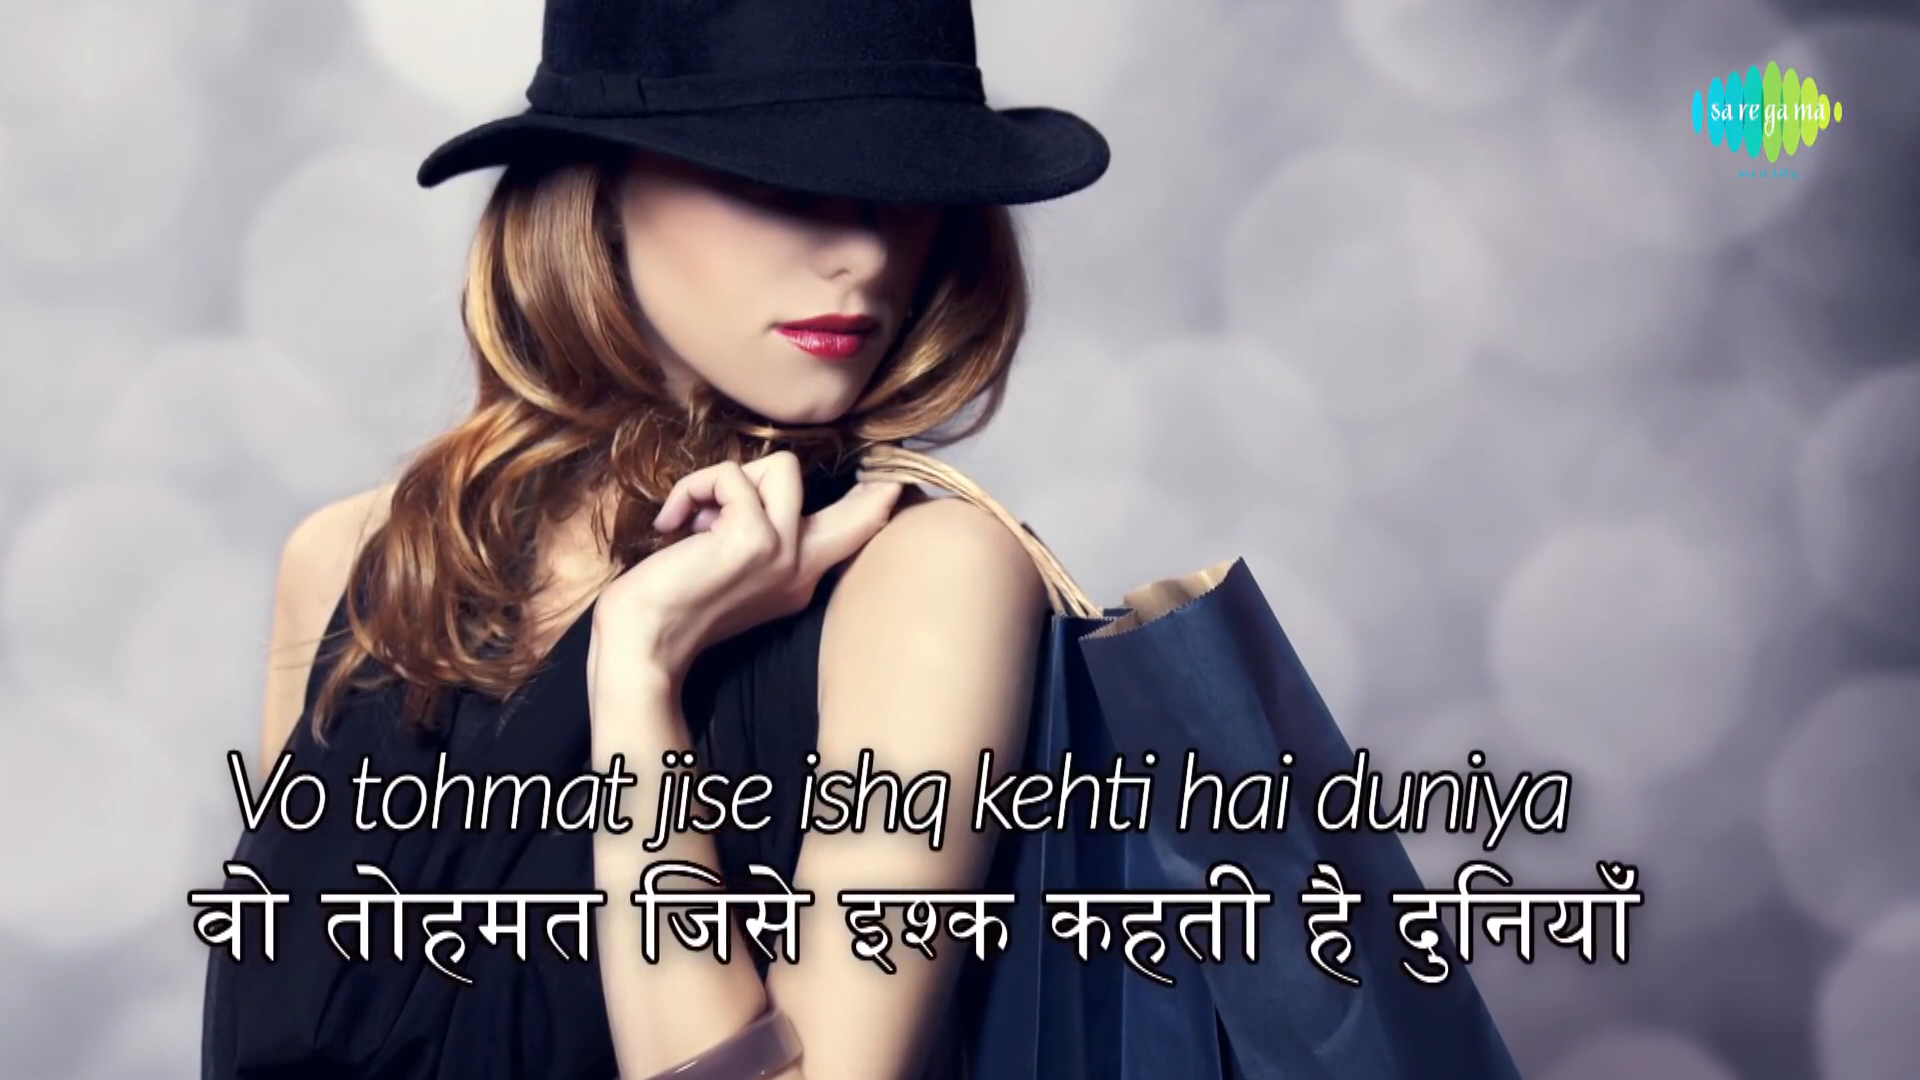 sa re ga ma
Vo tohmat jise ishq kehti hai duniya
वो तोहमत जिसे इश्क कहती है दुनियाँ